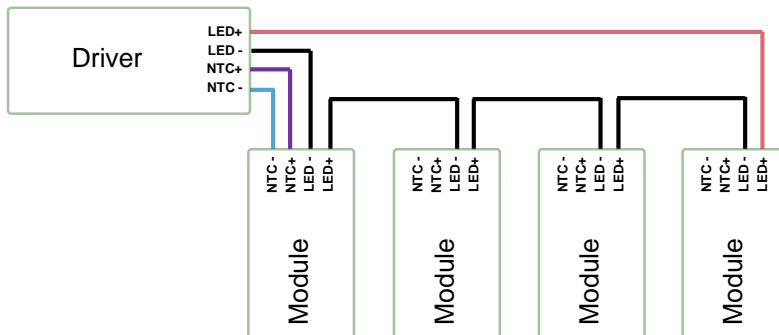 LED+
LED -
Driver
NTC+
NTC -
NTC -
NTC+
LED -
LED+
NTC -
NTC+
LED -
LED+
NTC -
NTC+
LED -
LED+
NTC -
NTC+
LED -
LED+
Module
Module
Module
Module